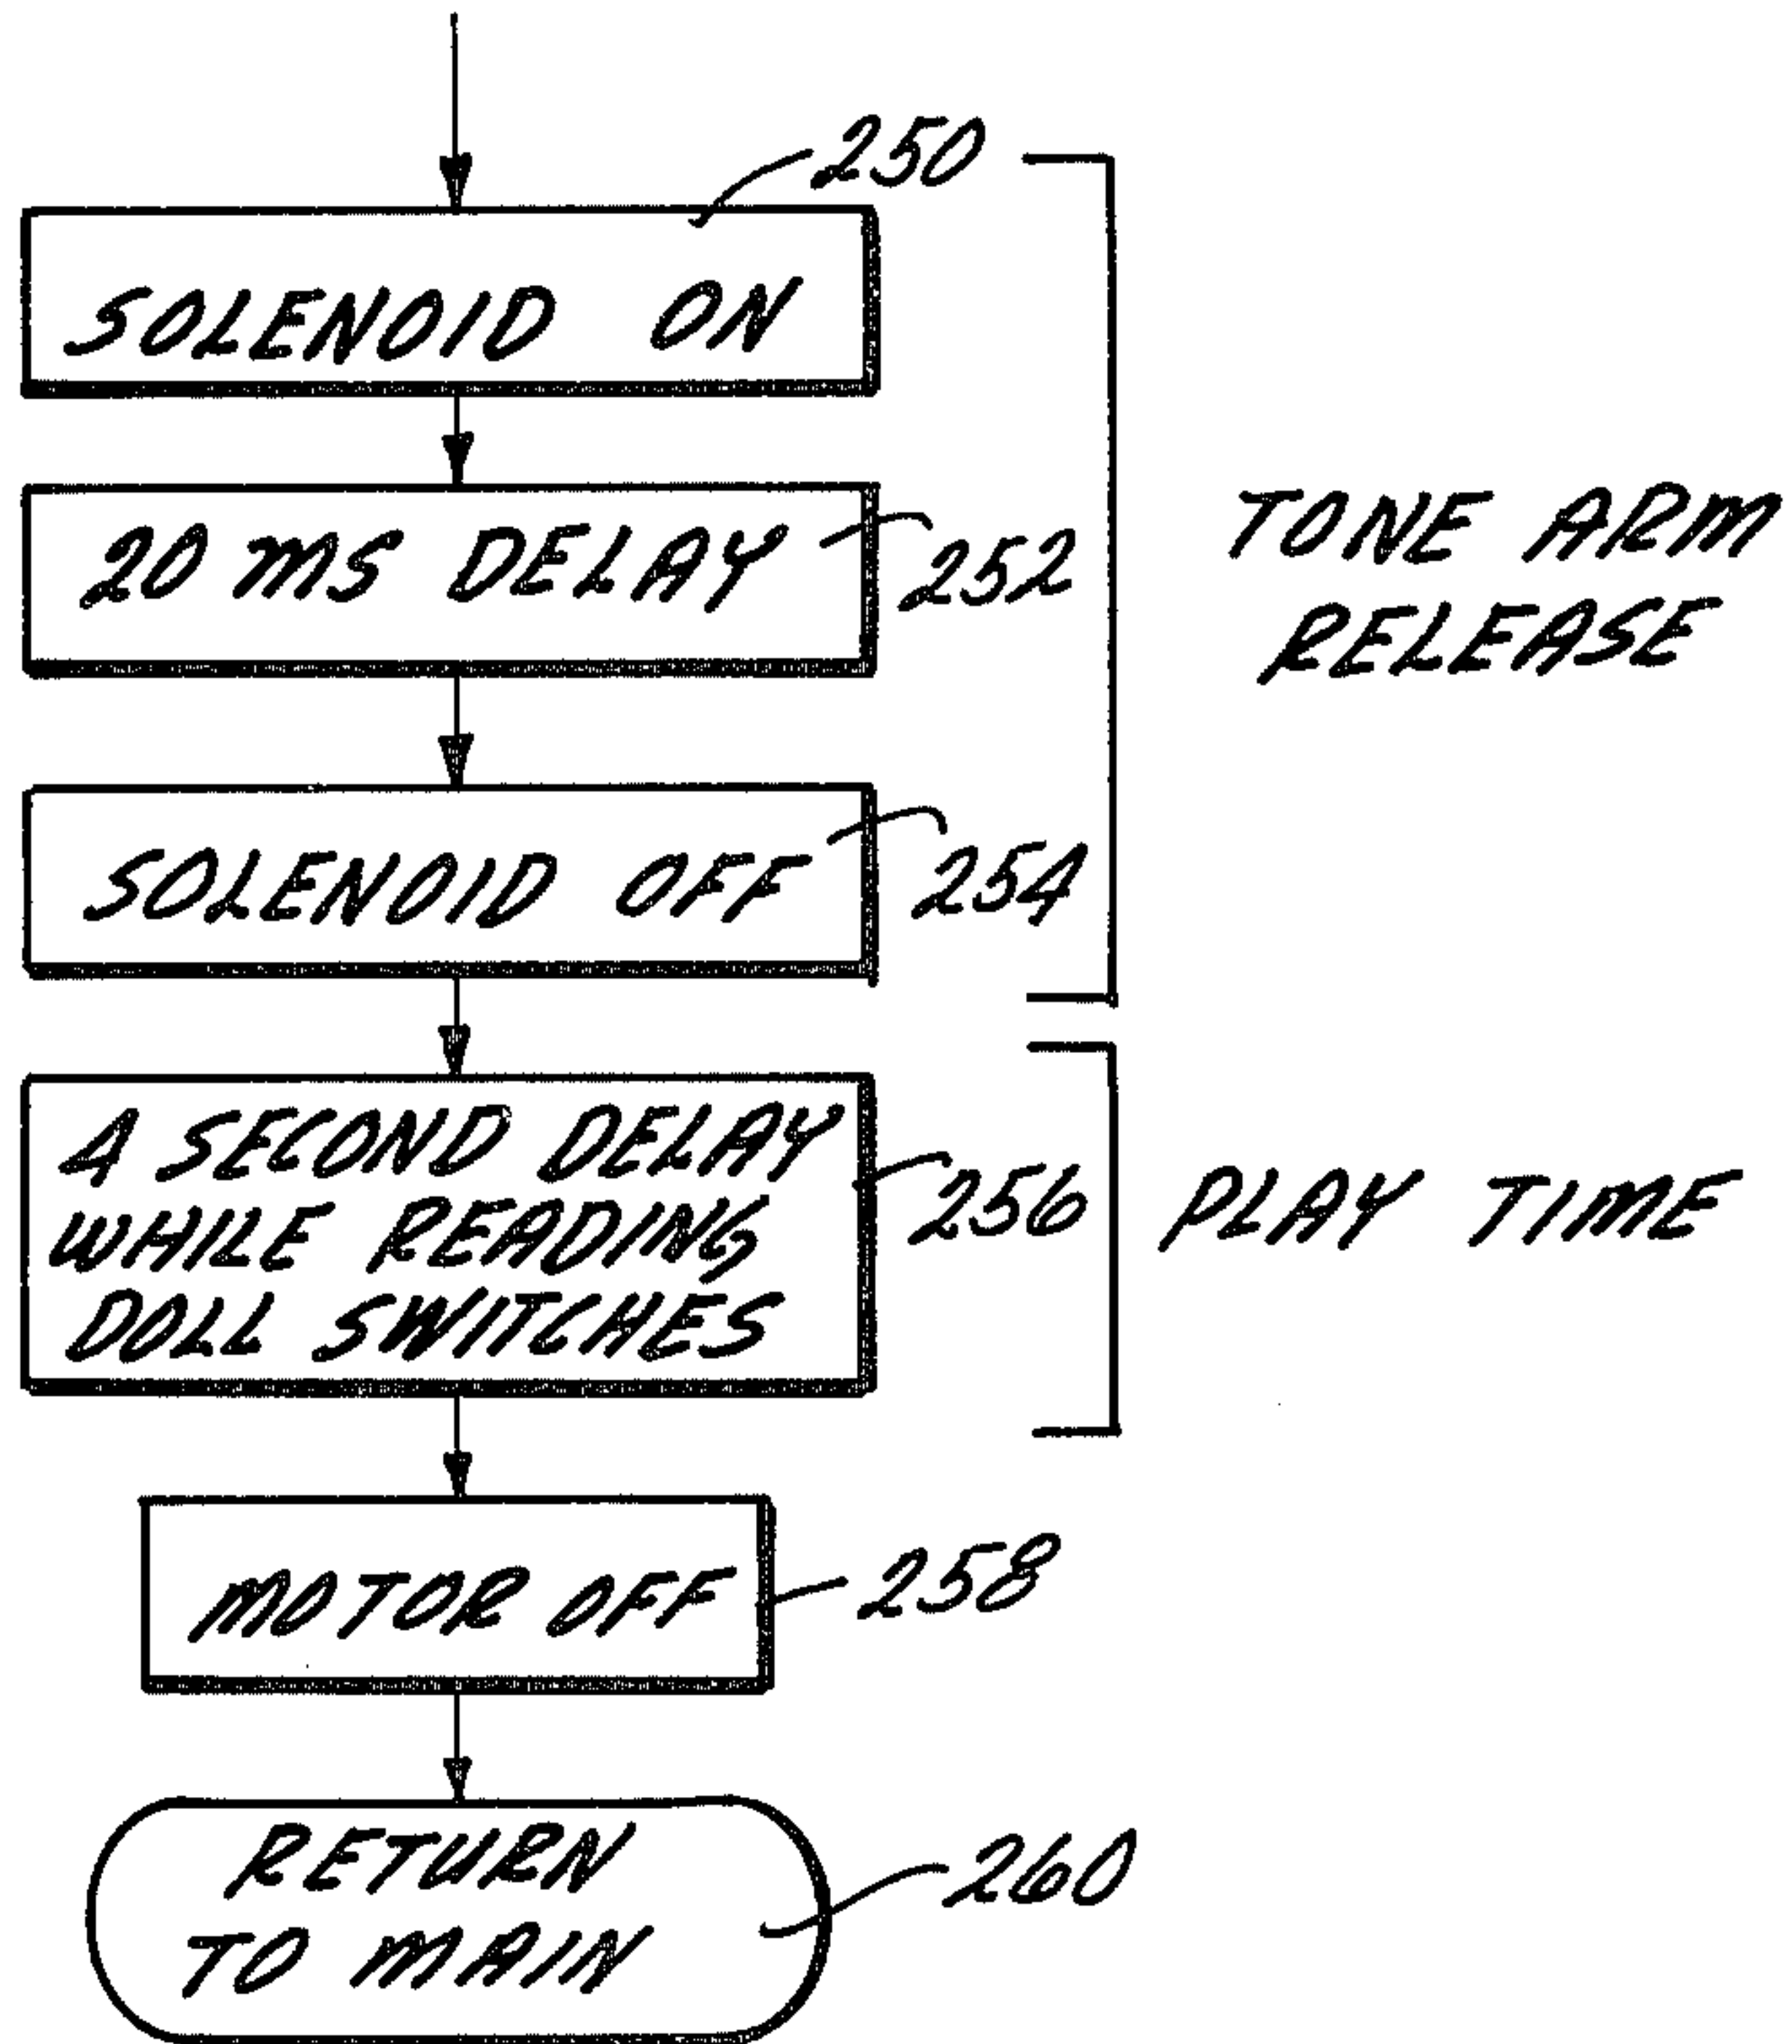 250
SOLENOID ON
20 MS DELAY
252
TONE ARM
RELEASE
SOLENOID OFF
254
4 SECOND DELAY
WHILE READING
DOLL SWITCHES
256
PLAY TIME
MOTOR OFF
258
RETURN
TO MAIN
260